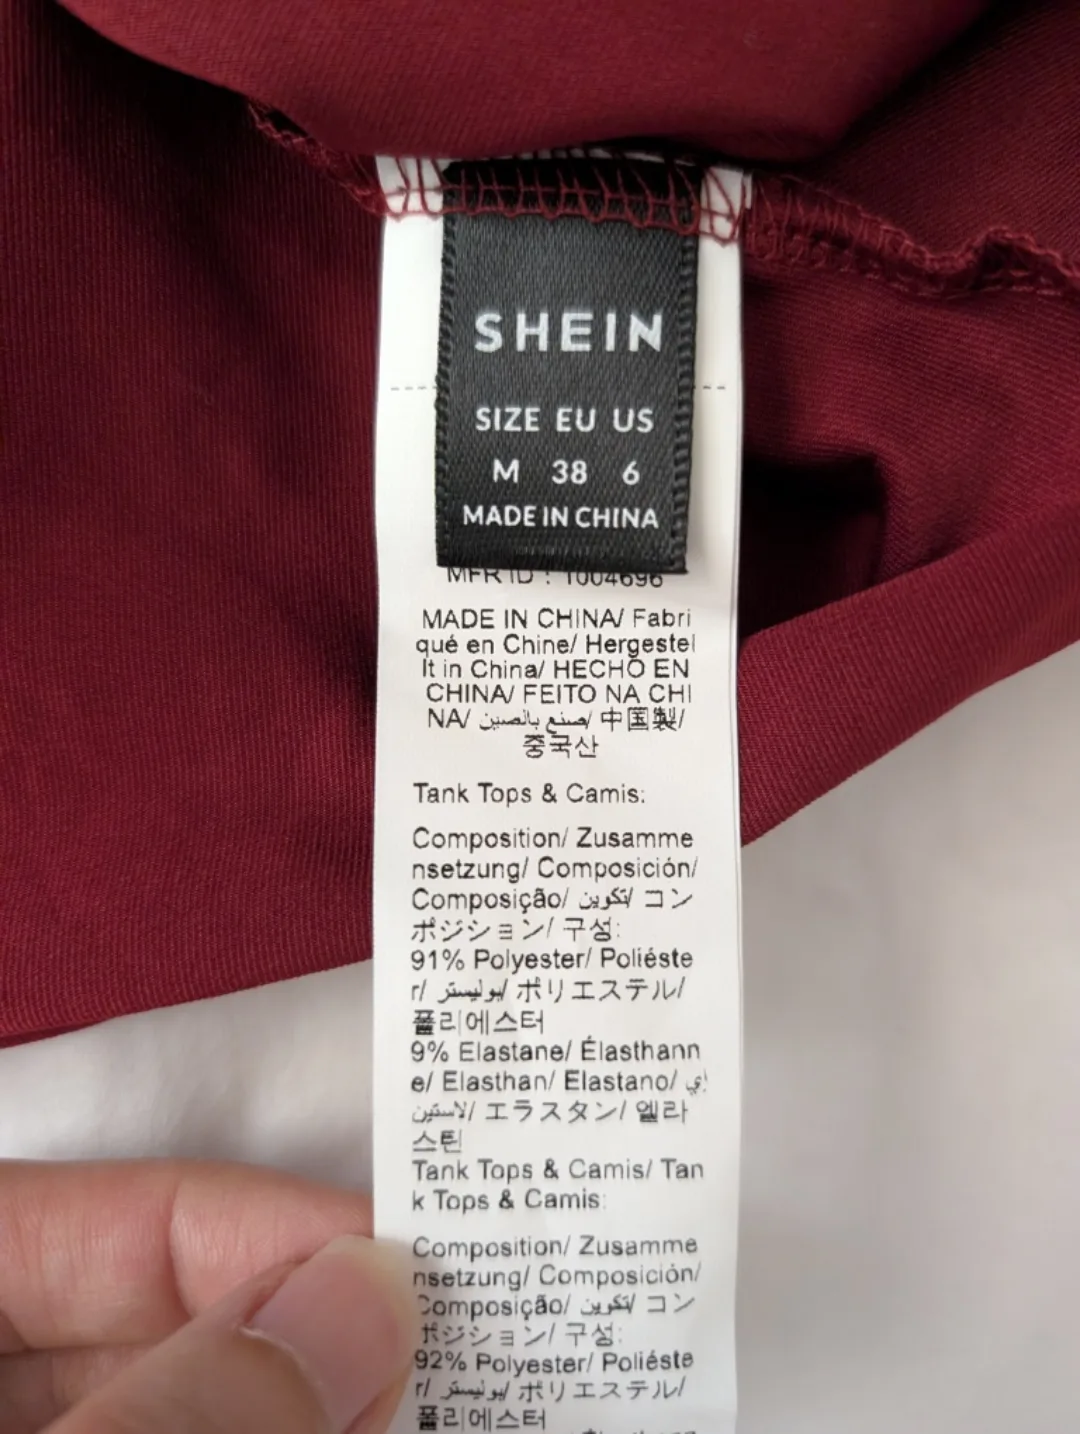 SHEIN
SIZE EU US
M 38 6
MADE IN CHINA
MFR ID : 1004696
MADE IN CHINA/ Fabri
qué en Chine/ Hergestel
lt in China/ HECHO EN
CHINA/ FEITO NA CHI
NA/ صنع بالصين/ 中国製/
중국산
Tank Tops & Camis:
Composition/ Zusamme
nsetzung/ Composición/
Composição/ تكوين/ コン
ポジション/ 구성:
91% Polyester/ Poliéste
r/ بوليستر/ ポリエステル/
폴리에스터
9% Elastane/ Élasthann
e/ Elasthan/ Elastano/ إي
لاستين/ エラスタン/ 엘라
스틴
Tank Tops & Camis/ Tan
k Tops & Camis:
Composition/ Zusamme
nsetzung/ Composición/
Composição/ تكوين/ コン
ポジション/ 구성:
92% Polyester/ Poliéste
r/ بوليستر/ ポリエステル/
폴리에스터